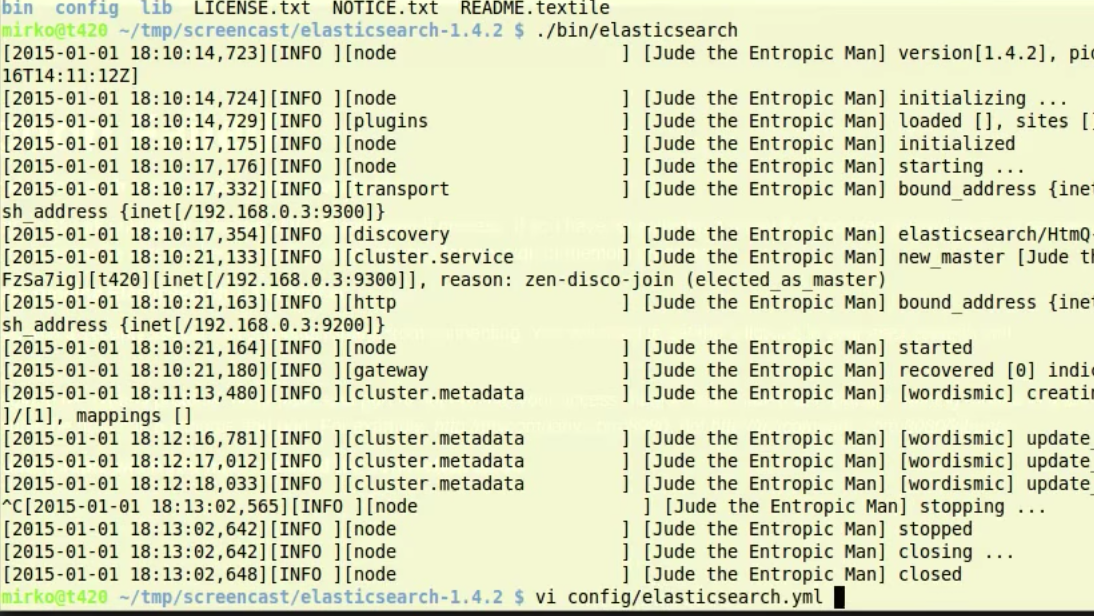 bin config lib LICENSE.txt NOTICE.txt README.textile
mirko@t420 ~/tmp/screencast/elasticsearch-1.4.2 $ ./bin/elasticsearch
[2015-01-01 18:10:14,723][INFO ][node ] [Jude the Entropic Man] version[1.4.2], pi
16T14:11:12Z]
[2015-01-01 18:10:14,724][INFO ][node ] [Jude the Entropic Man] initializing ...
[2015-01-01 18:10:14,729][INFO ][plugins ] [Jude the Entropic Man] loaded [], sites [
[2015-01-01 18:10:17,175][INFO ][node ] [Jude the Entropic Man] initialized
[2015-01-01 18:10:17,176][INFO ][node ] [Jude the Entropic Man] starting ...
[2015-01-01 18:10:17,332][INFO ][transport ] [Jude the Entropic Man] bound_address {ine
sh_address {inet[/192.168.0.3:9300]}
[2015-01-01 18:10:17,354][INFO ][discovery ] [Jude the Entropic Man] elasticsearch/HtmQ
[2015-01-01 18:10:21,133][INFO ][cluster.service ] [Jude the Entropic Man] new_master [Jude t
FzSa7ig][t420][inet[/192.168.0.3:9300]], reason: zen-disco-join (elected_as_master)
[2015-01-01 18:10:21,163][INFO ][http ] [Jude the Entropic Man] bound_address {ine
sh_address {inet[/192.168.0.3:9200]}
[2015-01-01 18:10:21,164][INFO ][node ] [Jude the Entropic Man] started
[2015-01-01 18:10:21,180][INFO ][gateway ] [Jude the Entropic Man] recovered [0] indi
[2015-01-01 18:11:13,480][INFO ][cluster.metadata ] [Jude the Entropic Man] [wordismic] creati
]/[1], mappings []
[2015-01-01 18:12:16,781][INFO ][cluster.metadata ] [Jude the Entropic Man] [wordismic] update_
[2015-01-01 18:12:17,012][INFO ][cluster.metadata ] [Jude the Entropic Man] [wordismic] update_
[2015-01-01 18:12:18,033][INFO ][cluster.metadata ] [Jude the Entropic Man] [wordismic] update_
^C[2015-01-01 18:13:02,565][INFO ][node ] [Jude the Entropic Man] stopping ...
[2015-01-01 18:13:02,642][INFO ][node ] [Jude the Entropic Man] stopped
[2015-01-01 18:13:02,642][INFO ][node ] [Jude the Entropic Man] closing ...
[2015-01-01 18:13:02,648][INFO ][node ] [Jude the Entropic Man] closed
mirko@t420 ~/tmp/screencast/elasticsearch-1.4.2 $ vi config/elasticsearch.yml